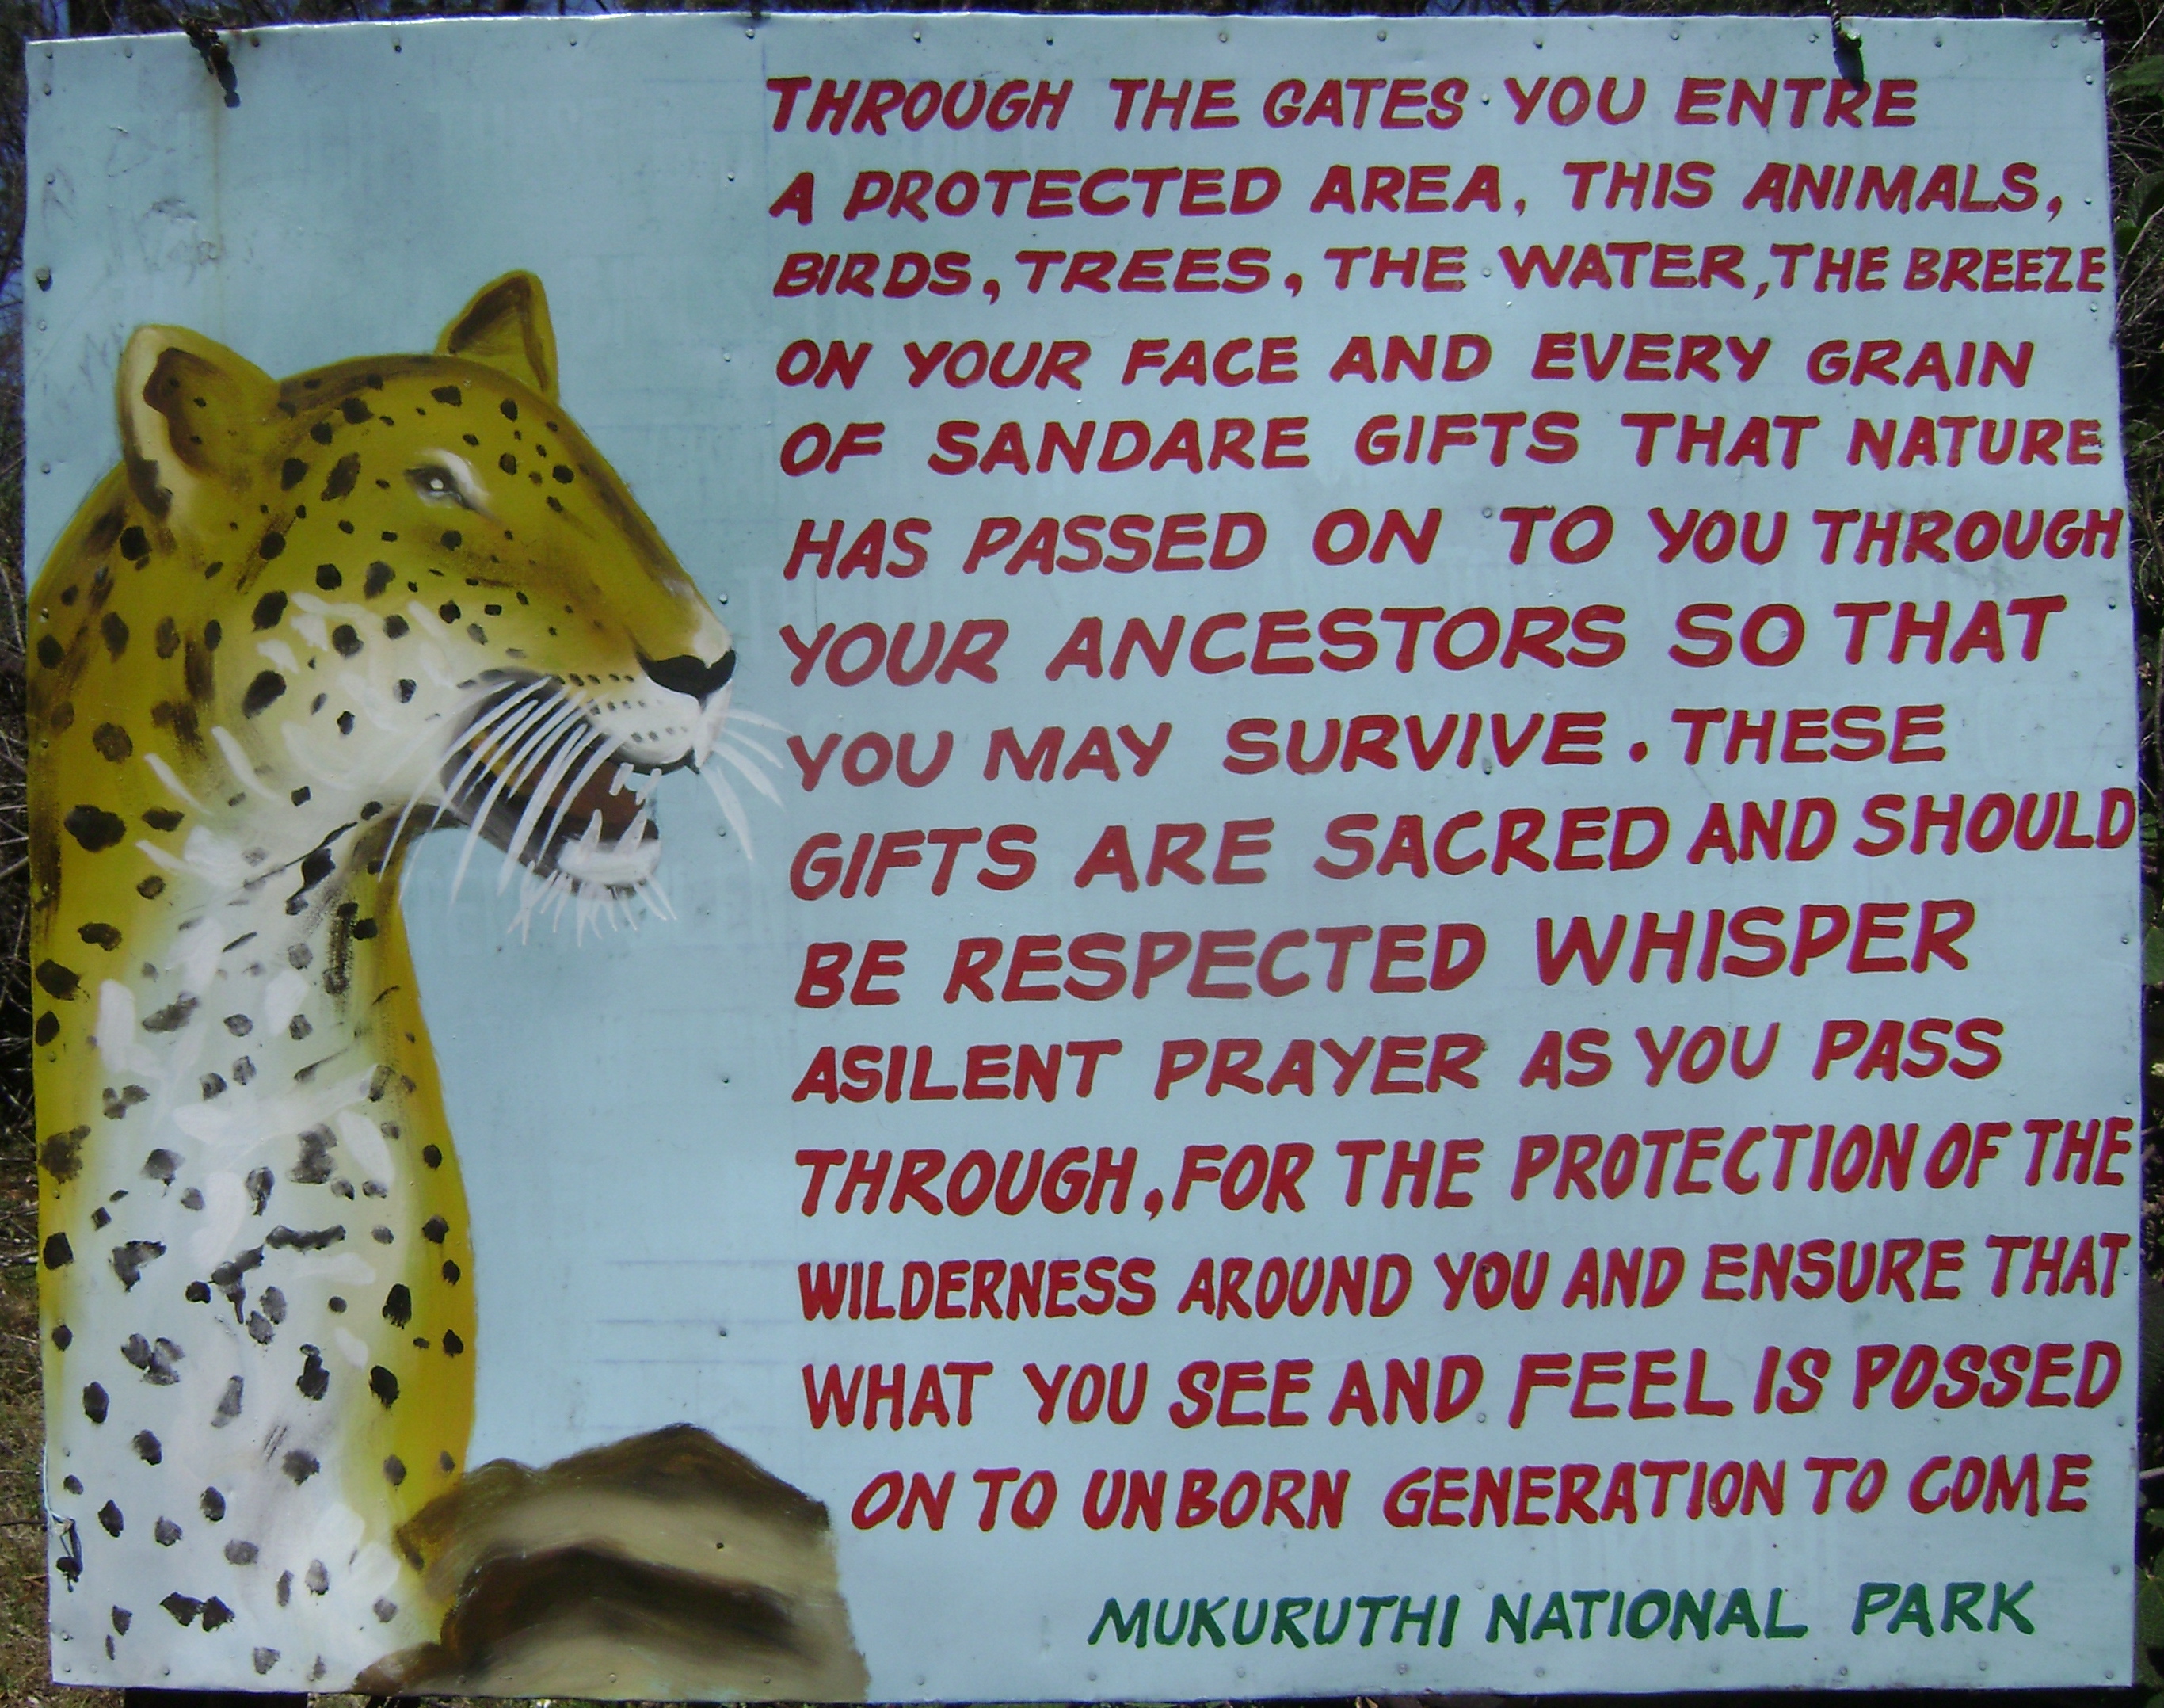 THROUGH THE GATES YOU ENTRE
A PROTECTED AREA, THIS ANIMALS,
BIRDS, TREES, THE WATER, THE BREEZE
ON YOUR FACE AND EVERY GRAIN
OF SANDARE GIFTS THAT NATURE
HAS PASSED ON TO YOU THROUGH
YOUR ANCESTORS SO THAT
YOU MAY SURVIVE. THESE
GIFTS ARE SACRED AND SHOULD
BE RESPECTED WHISPER
ASILENT PRAYER AS YOU PASS
THROUGH, FOR THE PROTECTION OF THE
WILDERNESS AROUND YOU AND ENSURE THAT
WHAT YOU SEE AND FEEL IS POSSED
ON TO UNBORN GENERATION TO COME
MUKURUTHI NATIONAL PARK